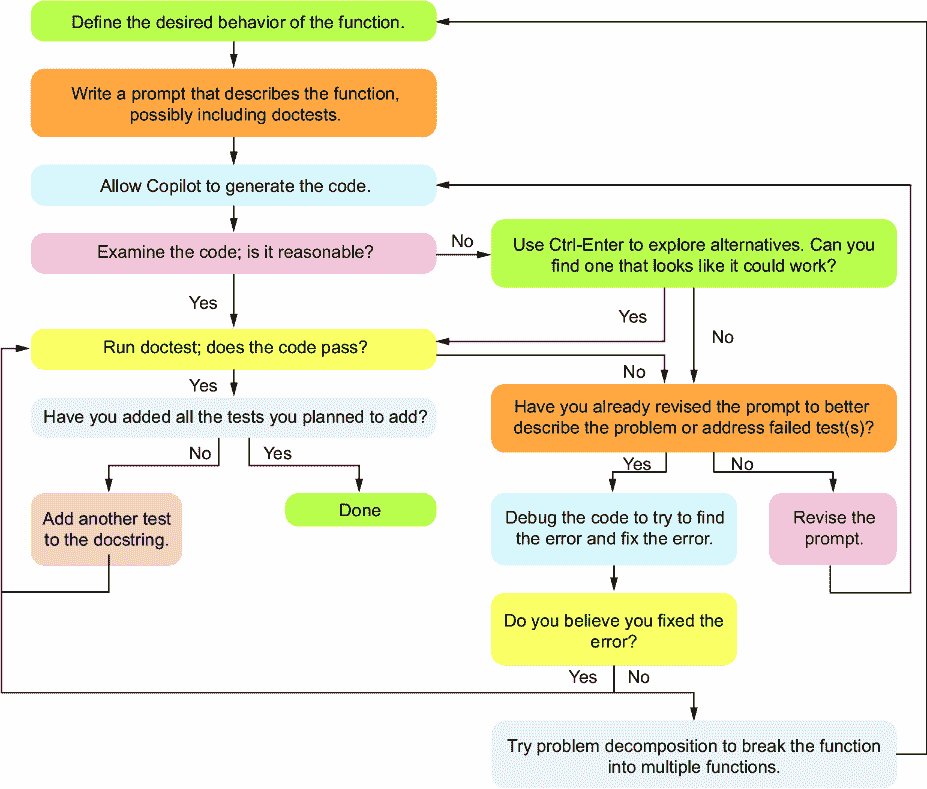 Define the desired behavior of the function.
Write a prompt that describes the function,
possibly including doctests.
Allow Copilot to generate the code.
Examine the code; is it reasonable?
No
Use Ctrl-Enter to explore alternatives. Can you
find one that looks like it could work?
Yes
Yes
No
Run doctest; does the code pass?
No
Yes
Have you added all the tests you planned to add?
Have you already revised the prompt to better
describe the problem or address failed test(s)?
No
Yes
Yes
No
Add another test
to the docstring.
Done
Debug the code to try to find
the error and fix the error.
Revise the
prompt.
Do you believe you fixed the
error?
Yes
No
Try problem decomposition to break the function
into multiple functions.